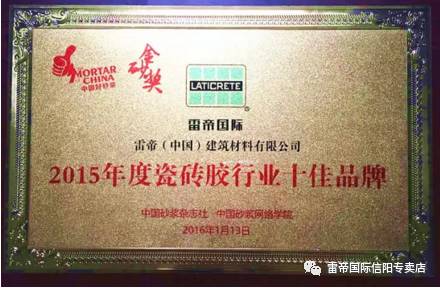 MORTAR
CHINA
中国好砂浆
金砖奖
LATICRETE
雷帝国际
雷帝（中国）建筑材料有限公司
2015年度瓷砖胶行业十佳品牌
中国砂浆杂志社 中国砂浆网络学院
2016年1月13日
雷帝国际信阳专卖店